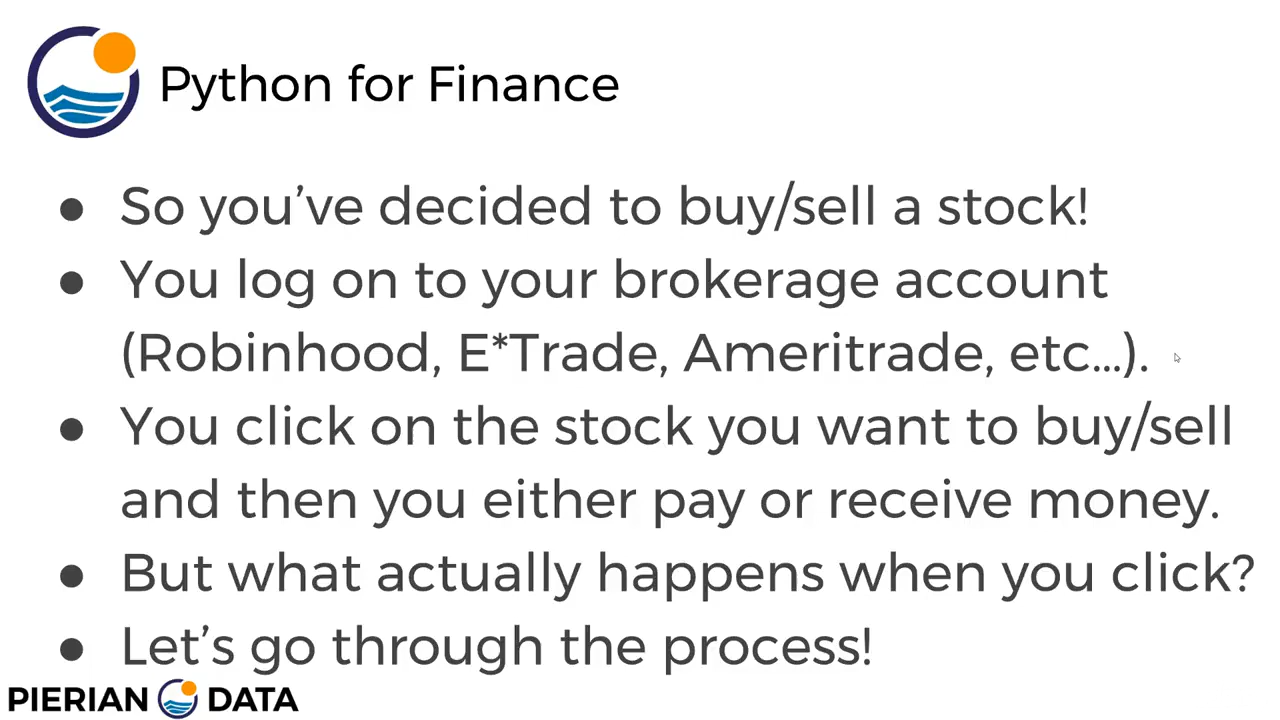 Python for Finance
● So you’ve decided to buy/sell a stock!
● You log on to your brokerage account
(Robinhood, E*Trade, Ameritrade, etc...).
● You click on the stock you want to buy/sell
and then you either pay or receive money.
● But what actually happens when you click?
● Let’s go through the process!
PIERIAN DATA